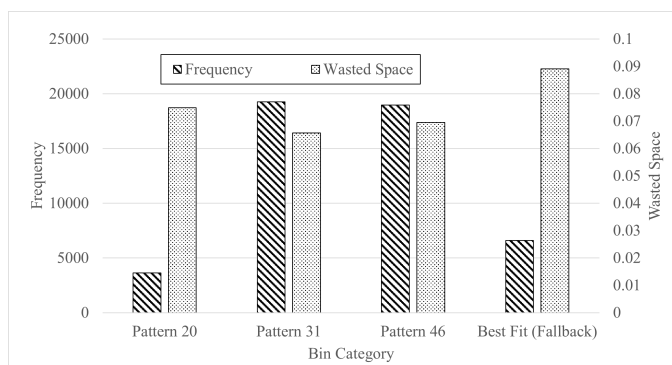 25000
20000
15000
10000
5000
0
Frequency
Frequency
Wasted Space
0.1
0.09
0.08
0.07
0.06
0.05
0.04
0.03
0.02
0.01
0
Wasted Space
Pattern 20
Pattern 31
Pattern 46
Best Fit (Fallback)
Bin Category